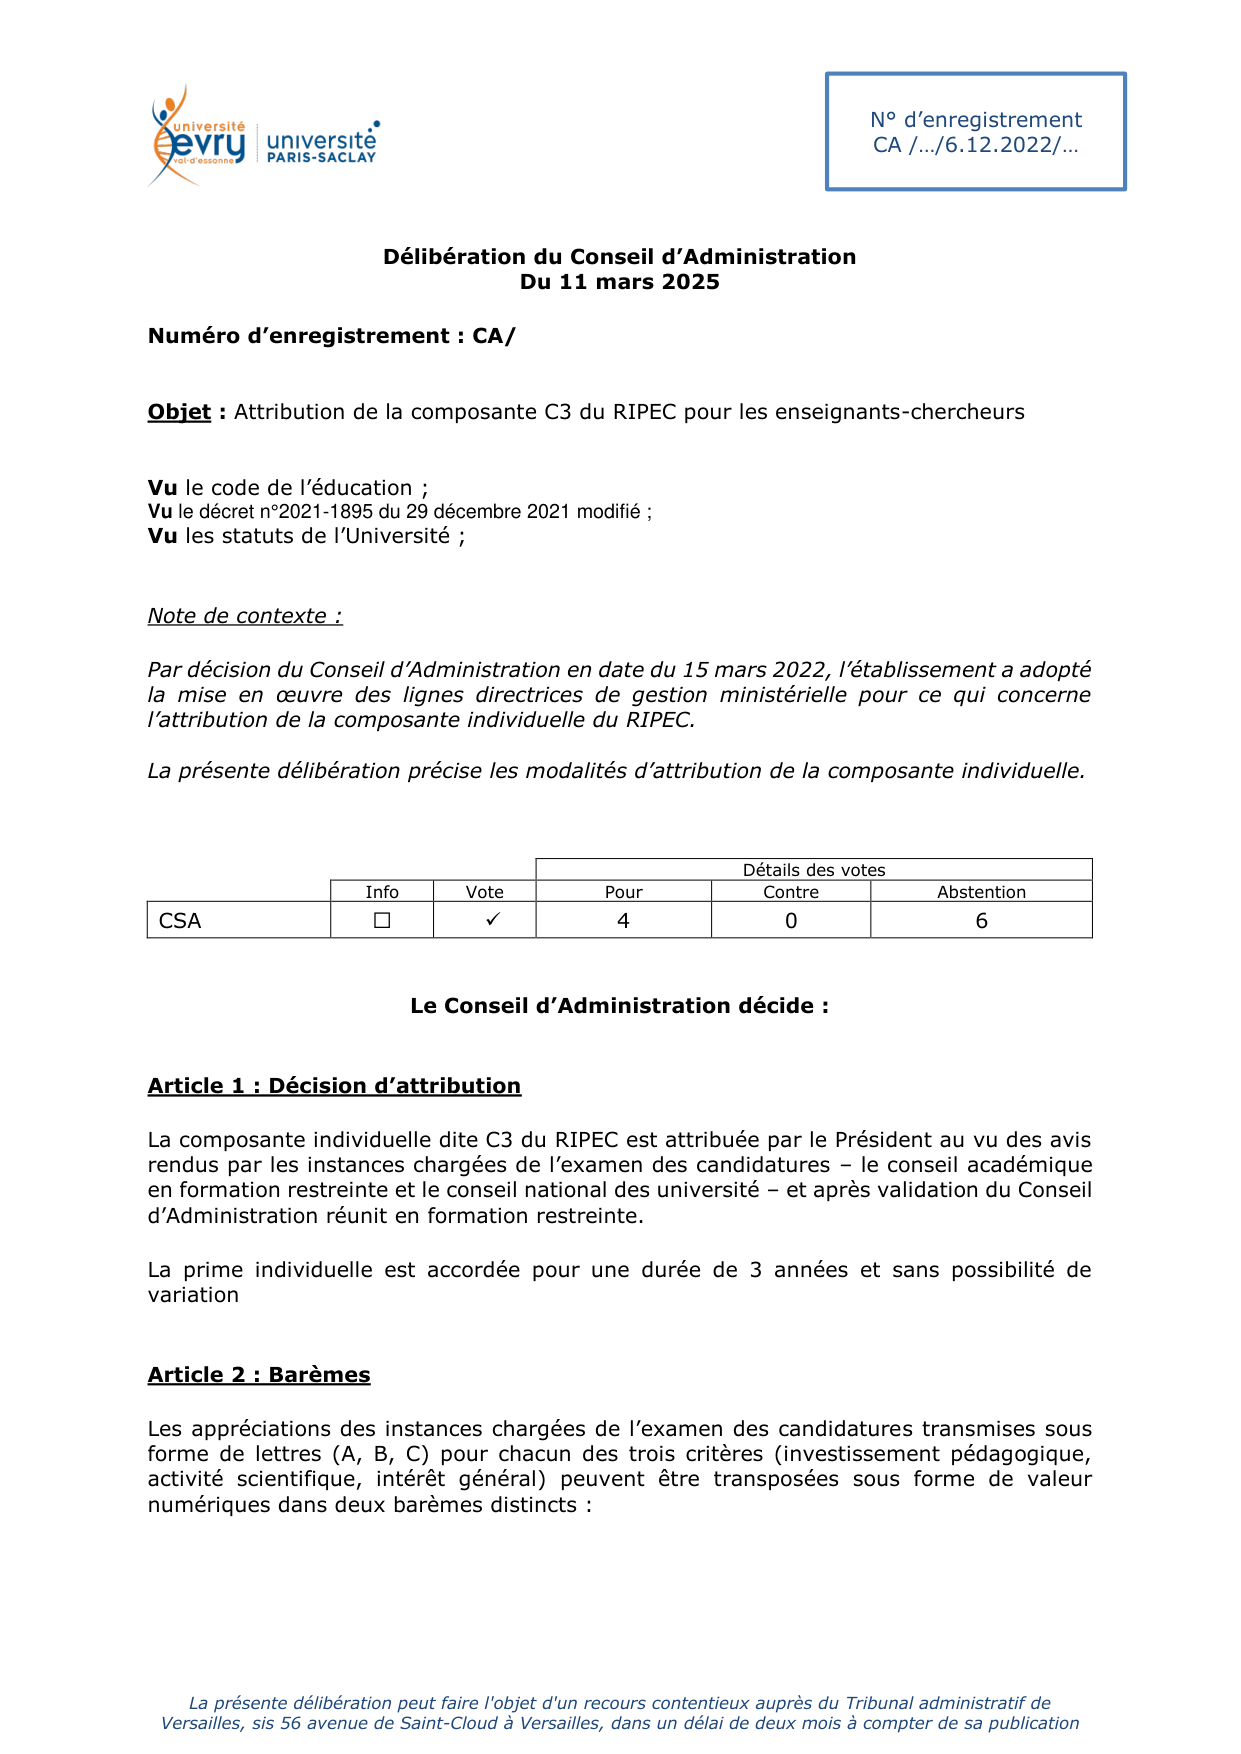 université
evry
val-d'essonne
université
PARIS-SACLAY
N° d’enregistrement
CA /…/6.12.2022/…
Délibération du Conseil d’Administration
Du 11 mars 2025
Numéro d’enregistrement : CA/
Objet : Attribution de la composante C3 du RIPEC pour les enseignants-chercheurs
Vu le code de l’éducation ;
Vu le décret n°2021-1895 du 29 décembre 2021 modifié ;
Vu les statuts de l’Université ;
Note de contexte :
Par décision du Conseil d’Administration en date du 15 mars 2022, l’établissement a adopté
la mise en œuvre des lignes directrices de gestion ministérielle pour ce qui concerne
l’attribution de la composante individuelle du RIPEC.
La présente délibération précise les modalités d’attribution de la composante individuelle.
Détails des votes
Info Vote Pour Contre Abstention
CSA ☐ ✓ 4 0 6
Le Conseil d’Administration décide :
Article 1 : Décision d’attribution
La composante individuelle dite C3 du RIPEC est attribuée par le Président au vu des avis
rendus par les instances chargées de l’examen des candidatures – le conseil académique
en formation restreinte et le conseil national des université – et après validation du Conseil
d’Administration réunit en formation restreinte.
La prime individuelle est accordée pour une durée de 3 années et sans possibilité de
variation
Article 2 : Barèmes
Les appréciations des instances chargées de l’examen des candidatures transmises sous
forme de lettres (A, B, C) pour chacun des trois critères (investissement pédagogique,
activité scientifique, intérêt général) peuvent être transposées sous forme de valeur
numériques dans deux barèmes distincts :
La présente délibération peut faire l'objet d'un recours contentieux auprès du Tribunal administratif de
Versailles, sis 56 avenue de Saint-Cloud à Versailles, dans un délai de deux mois à compter de sa publication